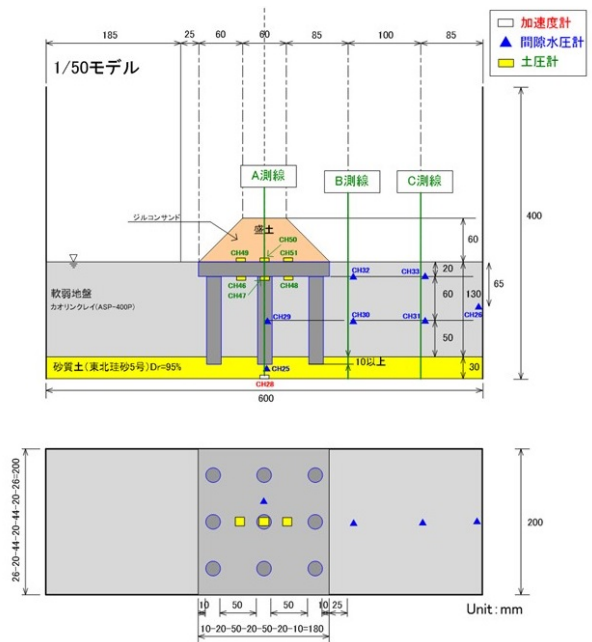 加速度計
間隙水圧計
土圧計
185
25
60
60
85
100
85
1/50モデル
A測線
B測線
C測線
400
ジルコンサンド
盛土
CH50
CH49
CH51
60
CH32
CH33
20
65
CH46
CH48
CH47
軟弱地盤
カオリンクレイ(ASP-400P)
60
130
CH26
CH29
CH30
CH31
50
砂質土(東北珪砂5号)Dr=95%
10以上
CH25
30
CH28
600
26-20-44-20-44-20-26=200
200
10
50
50
10
25
10-20-50-20-50-20-10=180
Unit:mm